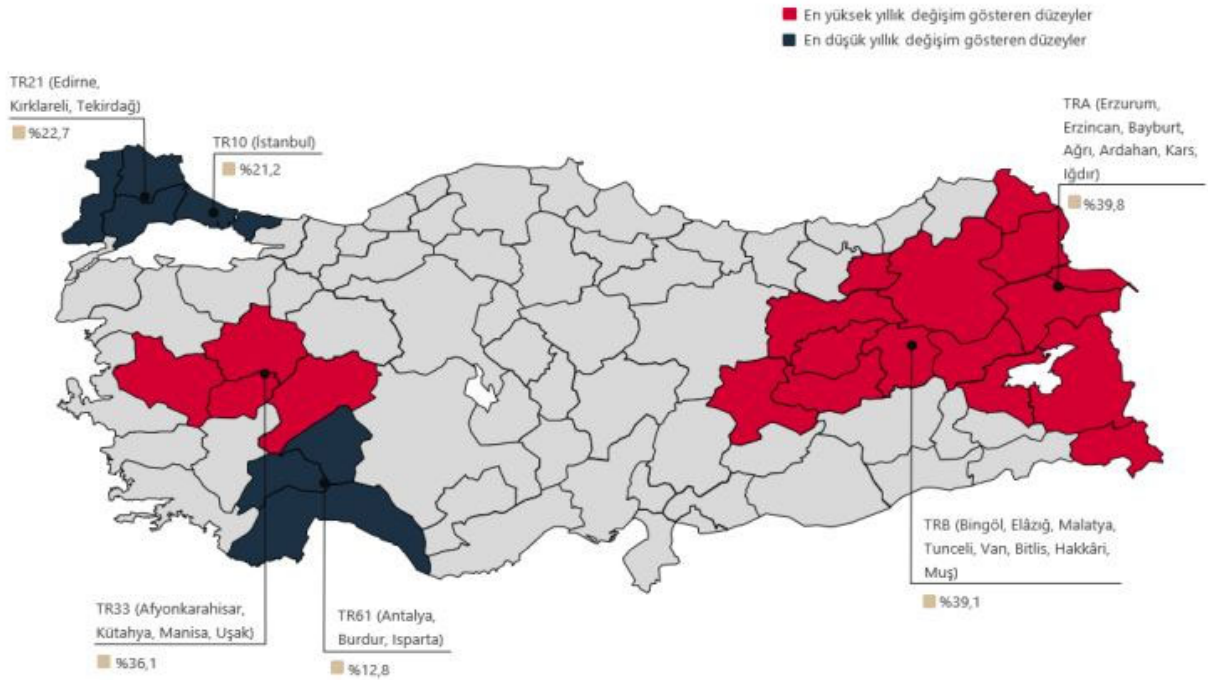 En yüksek yıllık değişim gösteren düzeyler
En düşük yıllık değişim gösteren düzeyler
TR21 (Edirne,
Kırklareli, Tekirdağ)
%22,7
TR10 (İstanbul)
%21,2
TRA (Erzurum,
Erzincan, Bayburt,
Ağrı, Ardahan, Kars,
Iğdır)
%39,8
TRB (Bingöl, Elâzığ, Malatya,
Tunceli, Van, Bitlis, Hakkâri,
Muş)
%39,1
TR33 (Afyonkarahisar,
Kütahya, Manisa, Uşak)
%36,1
TR61 (Antalya,
Burdur, Isparta)
%12,8